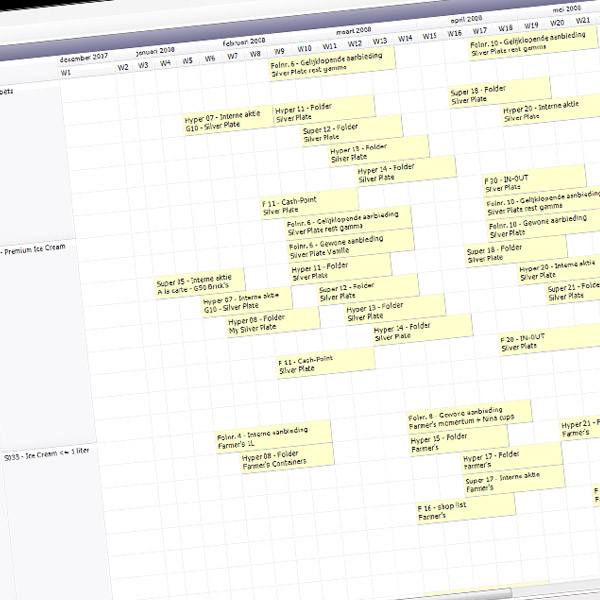 december 2007 januari 2008 februari 2008 maart 2008 april 2008 mei 2008
W1 W2 W3 W4 W5 W6 W7 W8 W9 W10 W11 W12 W13 W14 W15 W16 W17 W18 W19 W20 W21
Folnr. 6 - Gelijklopende aanbieding
Silver Plate rest gamma
Folnr. 10 - Gelijklopende aanbieding
Silver Plate rest gamma
Hyper 07 - Interne aktie
G10 - Silver Plate
Hyper 11 - Folder
Silver Plate
Super 18 - Folder
Silver Plate
Super 12 - Folder
Silver Plate
Hyper 20 - Interne aktie
Silver Plate
Hyper 13 - Folder
Silver Plate
Hyper 14 - Folder
Silver Plate
F 20 - IN-OUT
Silver Plate
F 11 - Cash-Point
Silver Plate
Folnr. 10 - Gelijklopende
Silver Plate rest gamma
- Premium Ice Cream
Folnr. 6 - Gelijklopende aanbieding
Silver Plate rest gamma
Folnr. 10 - Gewone aanbieding
Silver Plate
Folnr. 6 - Gewone aanbieding
Silver Plate Vanille
Super 18 - Folder
Silver Plate
Super 05 - Interne aktie
A la carte - G50 Brick's
Hyper 11 - Folder
Silver Plate
Hyper 20 - Interne aktie
Silver Plate
Hyper 07 - Interne aktie
G10 - Silver Plate
Super 12 - Folder
Silver Plate
Super 21 - Folder
Silver Plate
Hyper 08 - Folder
My Silver Plate
Hyper 13 - Folder
Silver Plate
Hyper 14 - Folder
Silver Plate
F 20 - IN-OUT
Silver Plate
F 11 - Cash-Point
Silver Plate
S033 - Ice Cream <= 1 liter
Folnr. 4 - Interne aanbieding
Farmer's 1L
Folnr. 8 - Gewone aanbieding
Farmer's momentum + Nina cups
Hyper 21 - F
Farmer's
Hyper 08 - Folder
Farmer's Containers
Hyper 15 - Folder
Farmer's
Hyper 17 - Folder
Farmer's
Super 17 - Interne aktie
Farmer's
F 16 - shop list
Farmer's